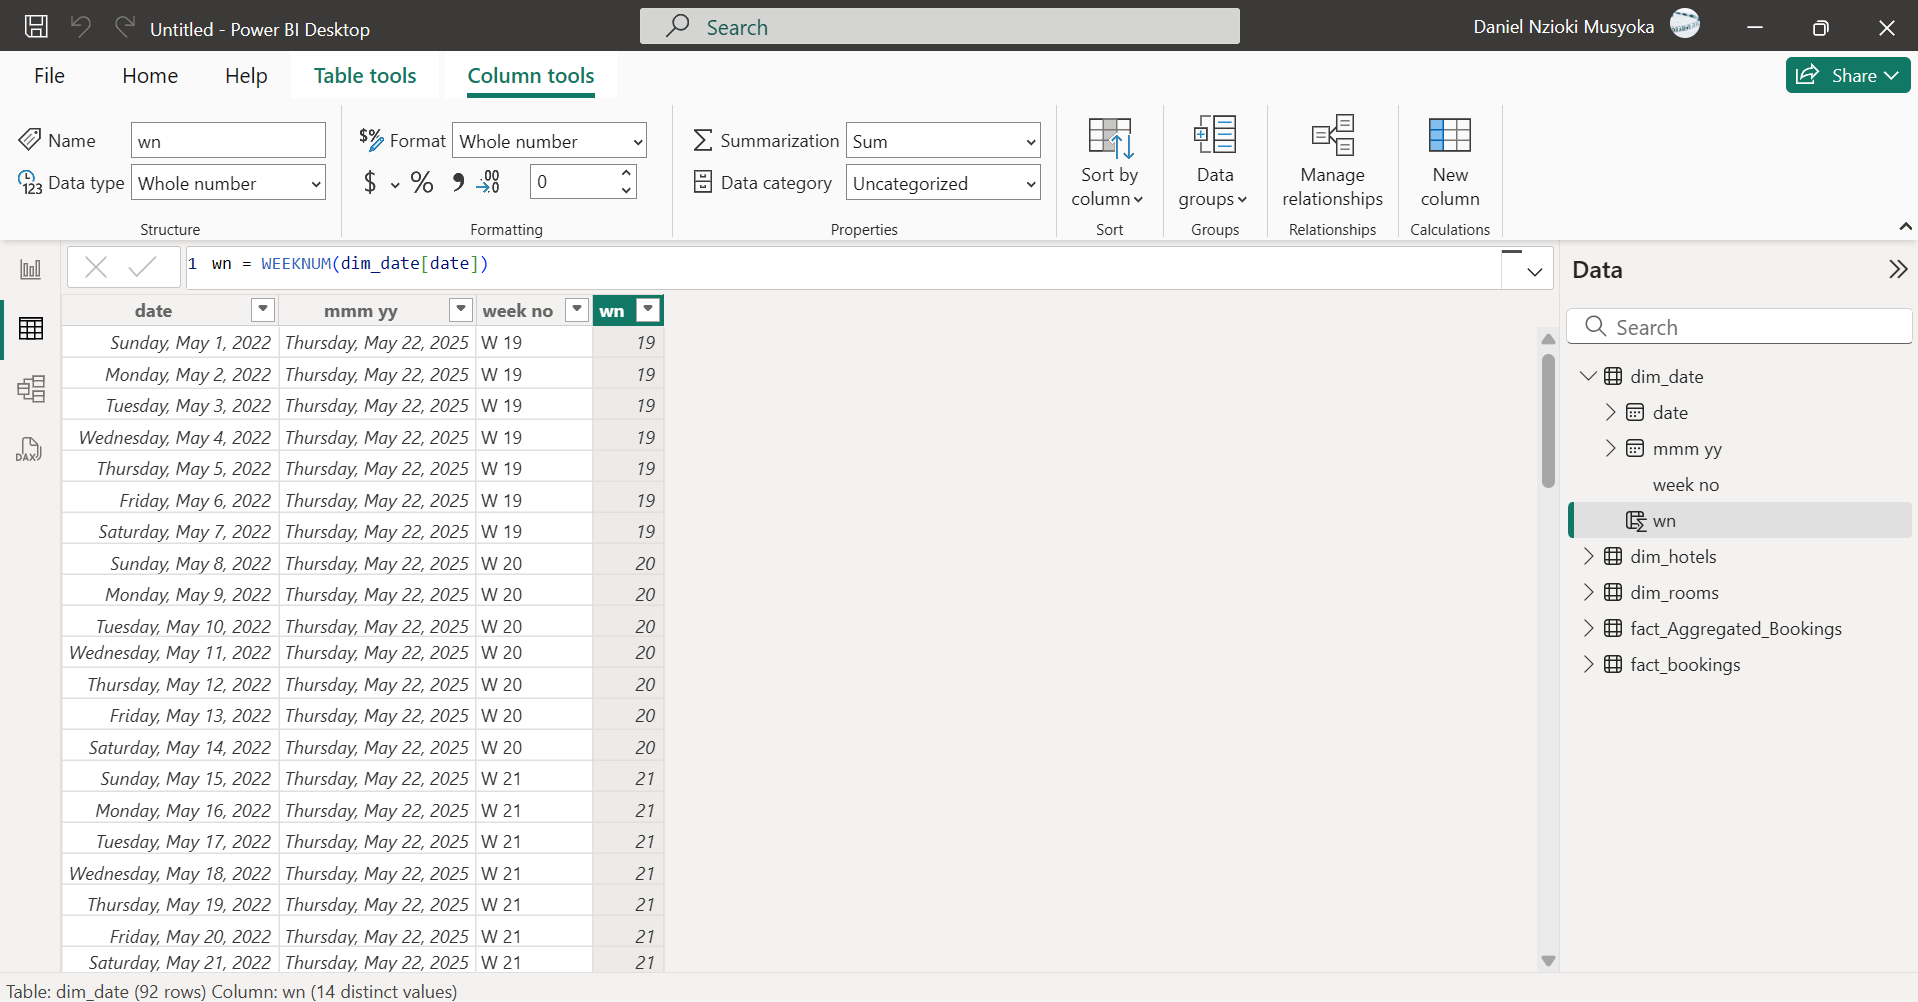 Untitled - Power BI Desktop
Search
Daniel Nzioki Musyoka
File Home Help Table tools Column tools
Share
Name wn
Data type Whole number
Structure
$% Format Whole number
$ % 9 .00 0
Formatting
Summarization Sum
Data category Uncategorized
Properties
Sort by column
Sort
Data groups
Groups
Manage relationships
Relationships
New column
Calculations
1 wn = WEEKNUM(dim_date[date])
date mmm yy week no wn
Sunday, May 1, 2022 Thursday, May 22, 2025 W 19 19
Monday, May 2, 2022 Thursday, May 22, 2025 W 19 19
Tuesday, May 3, 2022 Thursday, May 22, 2025 W 19 19
Wednesday, May 4, 2022 Thursday, May 22, 2025 W 19 19
Thursday, May 5, 2022 Thursday, May 22, 2025 W 19 19
Friday, May 6, 2022 Thursday, May 22, 2025 W 19 19
Saturday, May 7, 2022 Thursday, May 22, 2025 W 19 19
Sunday, May 8, 2022 Thursday, May 22, 2025 W 20 20
Monday, May 9, 2022 Thursday, May 22, 2025 W 20 20
Tuesday, May 10, 2022 Thursday, May 22, 2025 W 20 20
Wednesday, May 11, 2022 Thursday, May 22, 2025 W 20 20
Thursday, May 12, 2022 Thursday, May 22, 2025 W 20 20
Friday, May 13, 2022 Thursday, May 22, 2025 W 20 20
Saturday, May 14, 2022 Thursday, May 22, 2025 W 20 20
Sunday, May 15, 2022 Thursday, May 22, 2025 W 21 21
Monday, May 16, 2022 Thursday, May 22, 2025 W 21 21
Tuesday, May 17, 2022 Thursday, May 22, 2025 W 21 21
Wednesday, May 18, 2022 Thursday, May 22, 2025 W 21 21
Thursday, May 19, 2022 Thursday, May 22, 2025 W 21 21
Friday, May 20, 2022 Thursday, May 22, 2025 W 21 21
Saturday, May 21, 2022 Thursday, May 22, 2025 W 21 21
DAX
Data
Search
dim_date
date
mmm yy
week no
wn
dim_hotels
dim_rooms
fact_Aggregated_Bookings
fact_bookings
Table: dim_date (92 rows) Column: wn (14 distinct values)